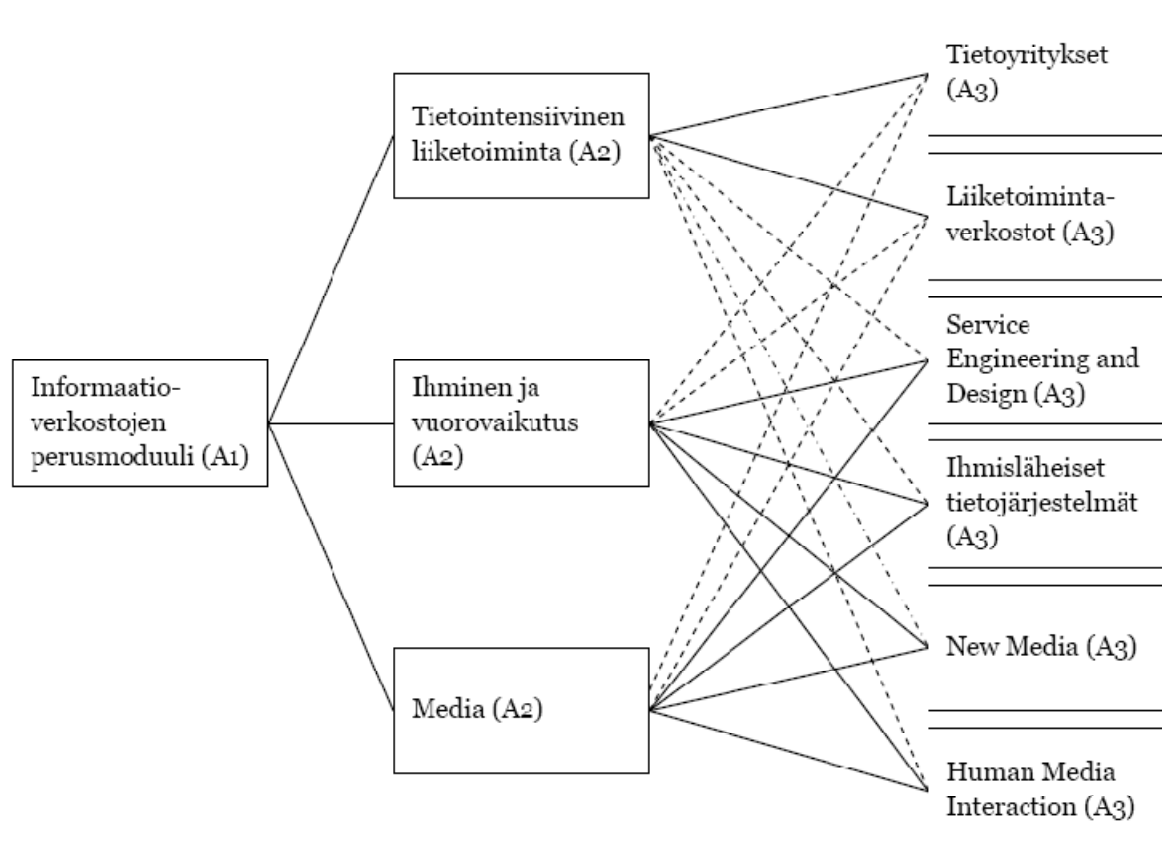 Informaatio-
verkostojen
perusmoduuli (A1)
Tietointensiivinen
liiketoiminta (A2)
Ihminen ja
vuorovaikutus
(A2)
Media (A2)
Tietoyritykset
(A3)
Liiketoiminta-
verkostot (A3)
Service
Engineering and
Design (A3)
Ihmisläheiset
tietojärjestelmät
(A3)
New Media (A3)
Human Media
Interaction (A3)